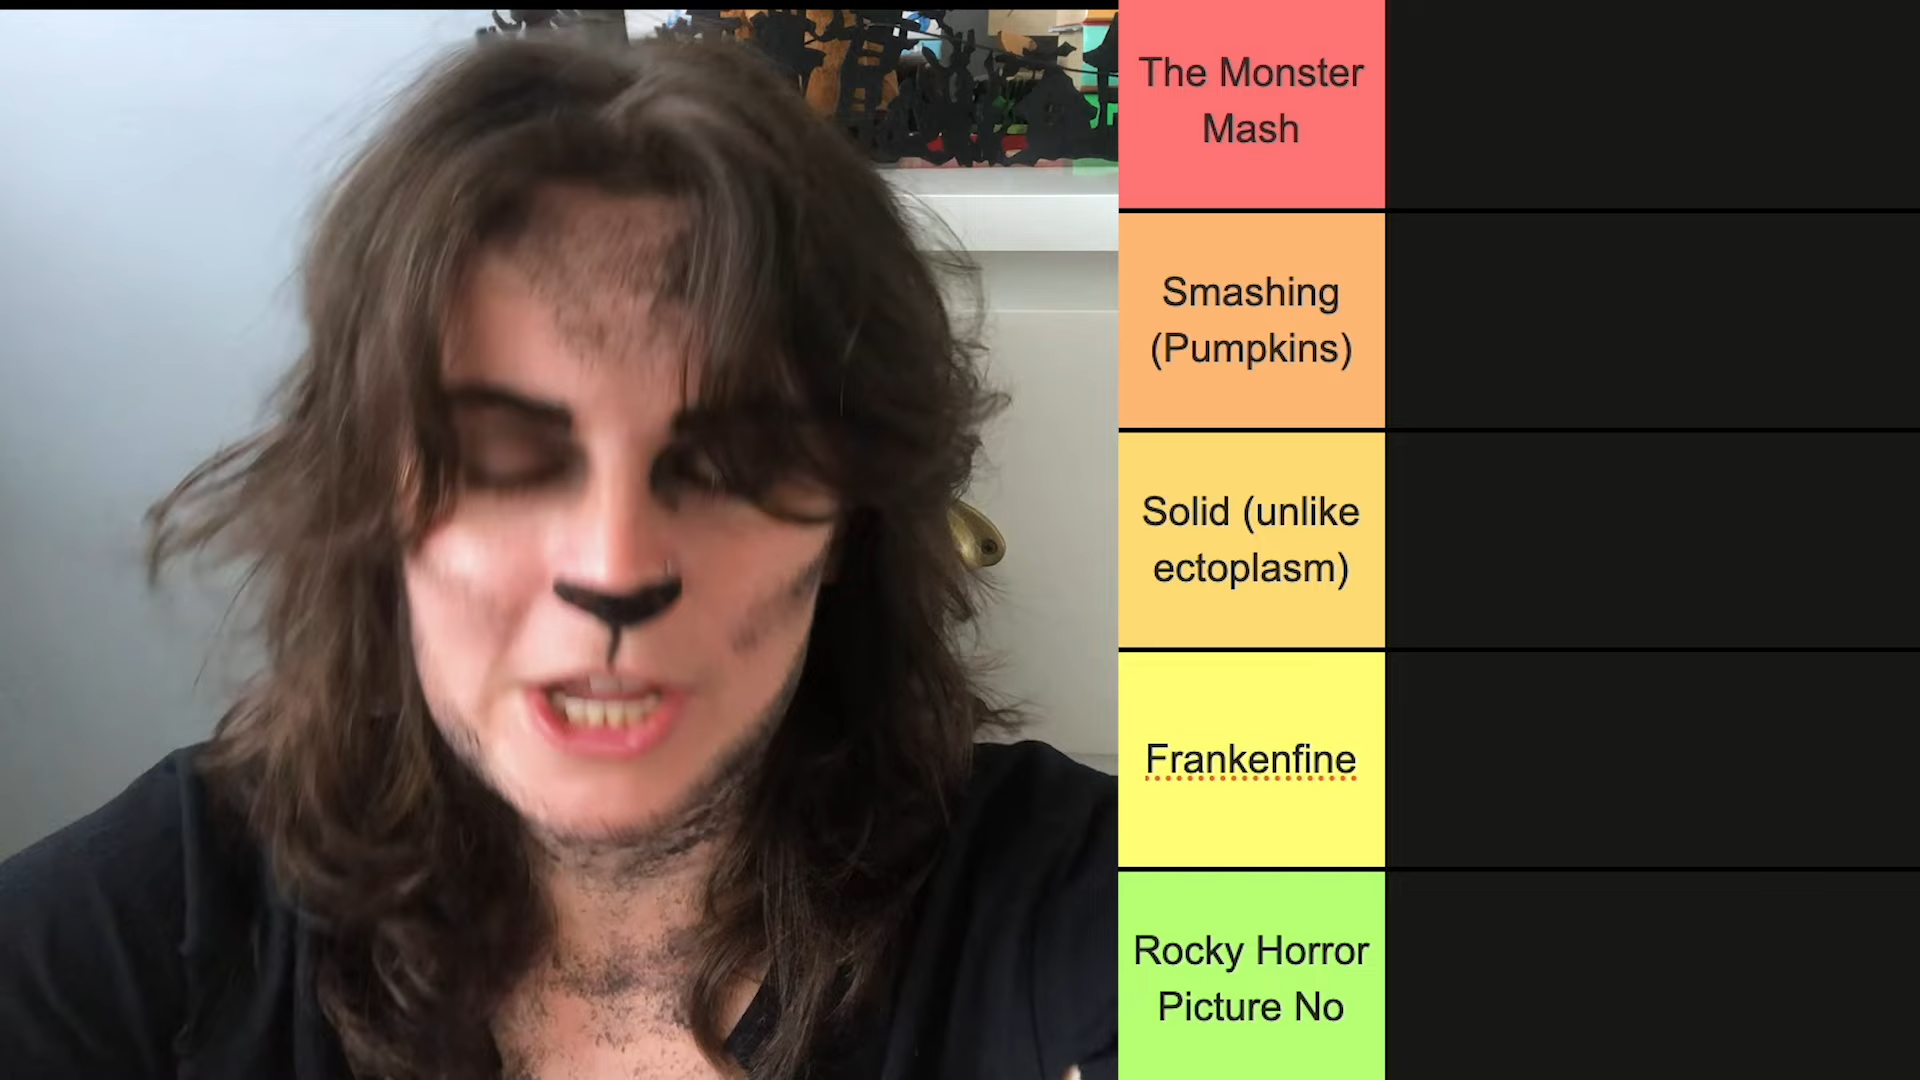 The Monster
Mash
Smashing
(Pumpkins)
Solid (unlike
ectoplasm)
Frankenfine
Rocky Horror
Picture No